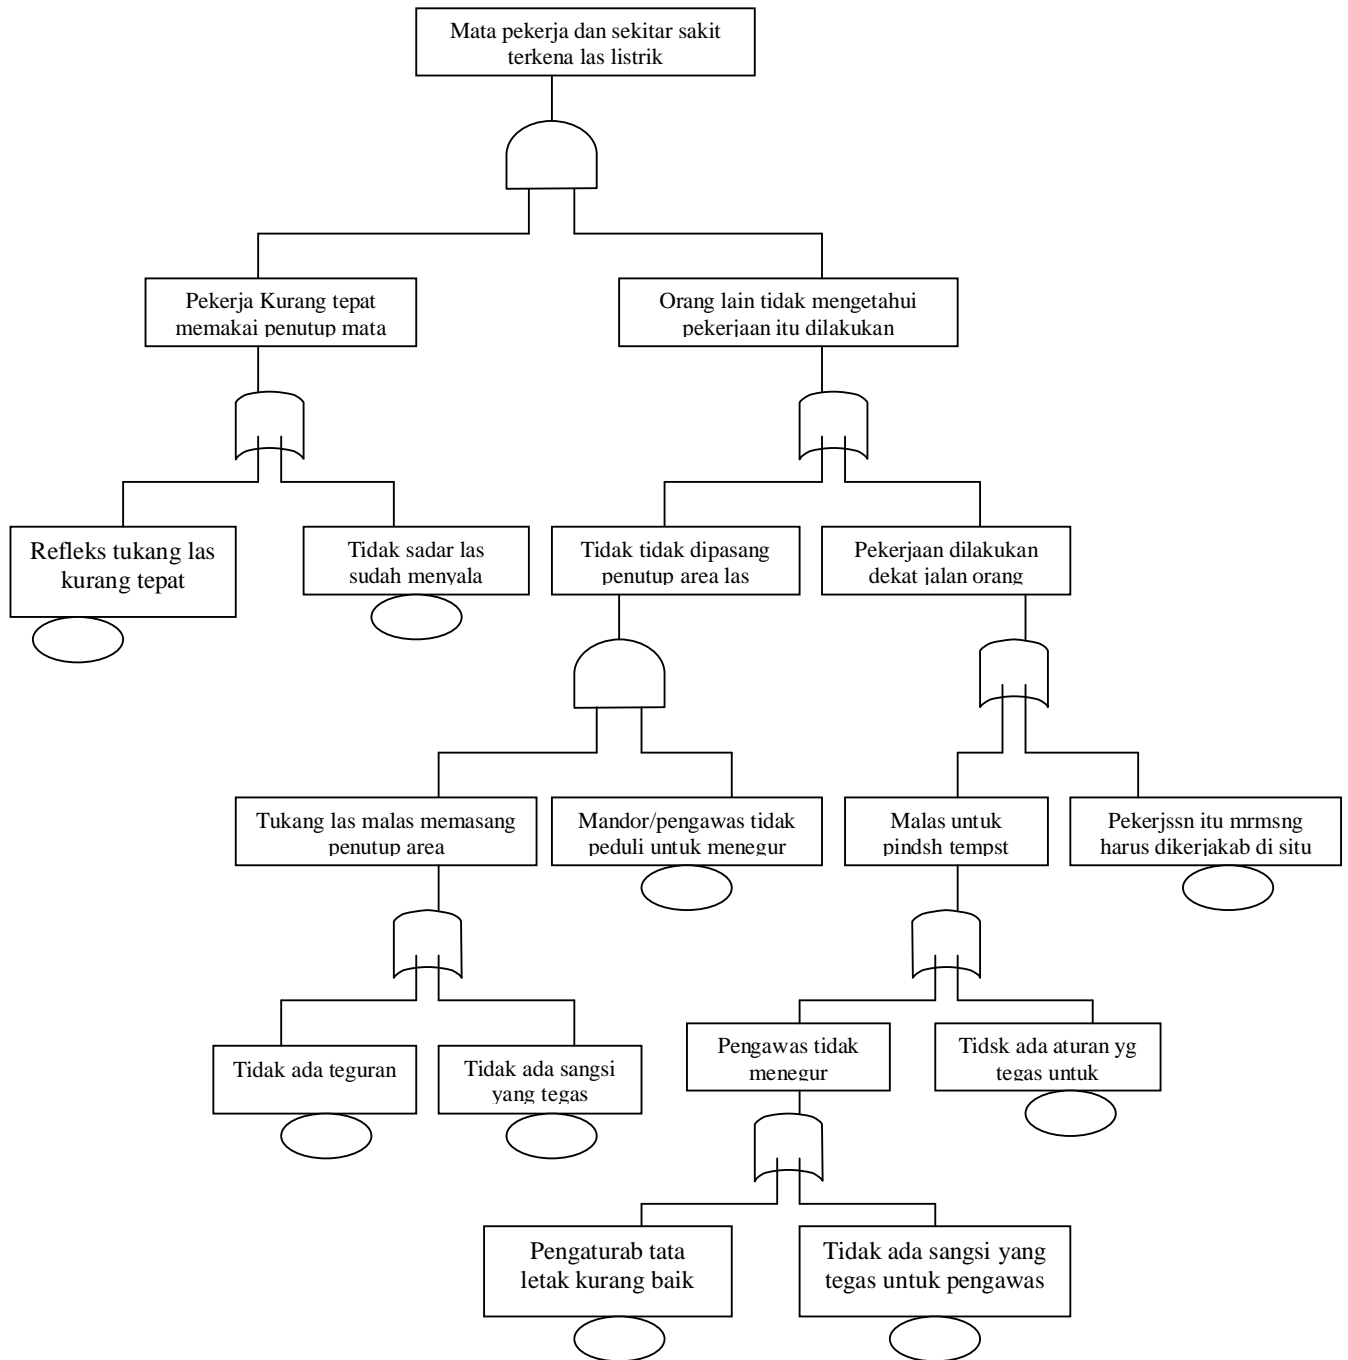 Mata pekerja dan sekitar sakit
terkena las listrik
Pekerja Kurang tepat
memakai penutup mata
Orang lain tidak mengetahui
pekerjaan itu dilakukan
Refleks tukang las
kurang tepat
Tidak sadar las
sudah menyala
Tidak tidak dipasang
penutup area las
Pekerjaan dilakukan
dekat jalan orang
Tukang las malas memasang
penutup area
Mandor/pengawas tidak
peduli untuk menegur
Malas untuk
pindsh tempst
Pekerjssn itu mrmsng
harus dikerjakab di situ
Tidak ada teguran
Tidak ada sangsi
yang tegas
Pengawas tidak
menegur
Tidsk ada aturan yg
tegas untuk
Pengaturab tata
letak kurang baik
Tidak ada sangsi yang
tegas untuk pengawas